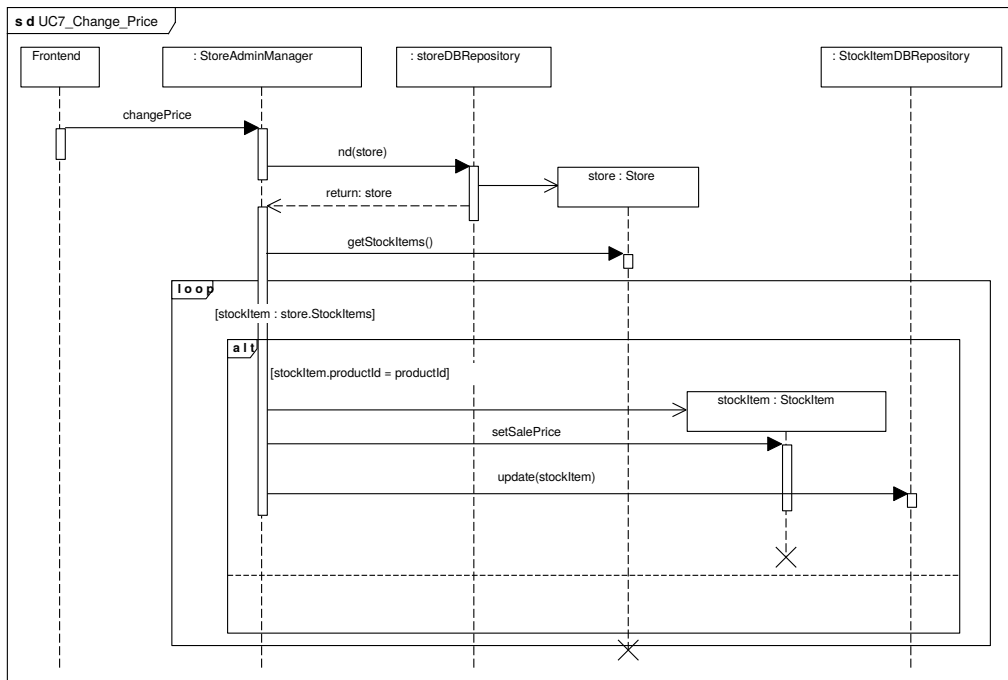 sd UC7_Change_Price
Frontend
: StoreAdminManager
: storeDBRepository
: StockItemDBRepository
changePrice
nd(store)
store : Store
return: store
getStockItems()
loop
[stockItem : store.StockItems]
alt
[stockItem.productId = productId]
stockItem : StockItem
setSalePrice
update(stockItem)